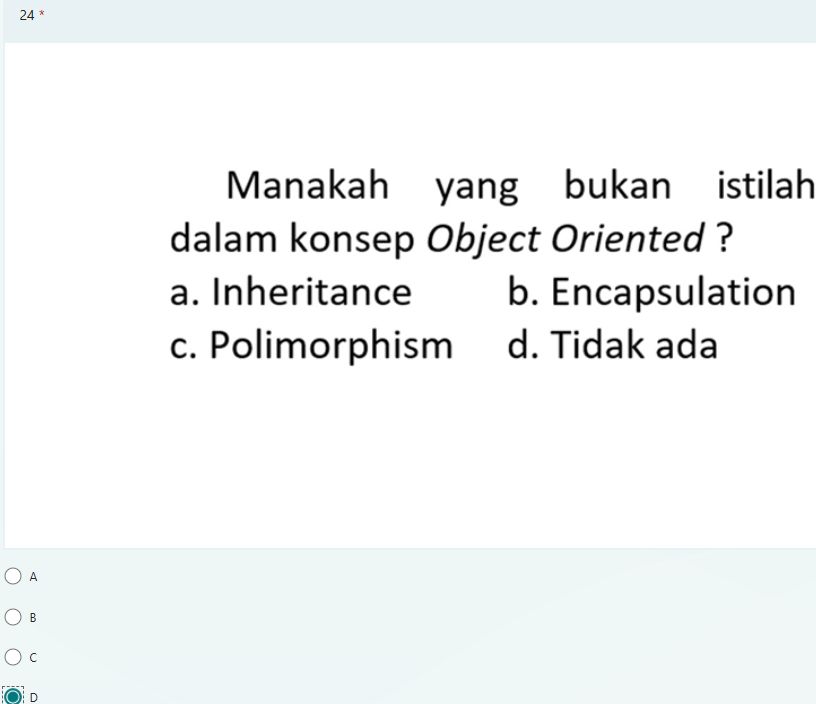 24 *
Manakah yang bukan istilah
dalam konsep Object Oriented ?
a. Inheritance b. Encapsulation
c. Polimorphism d. Tidak ada
A
B
C
D